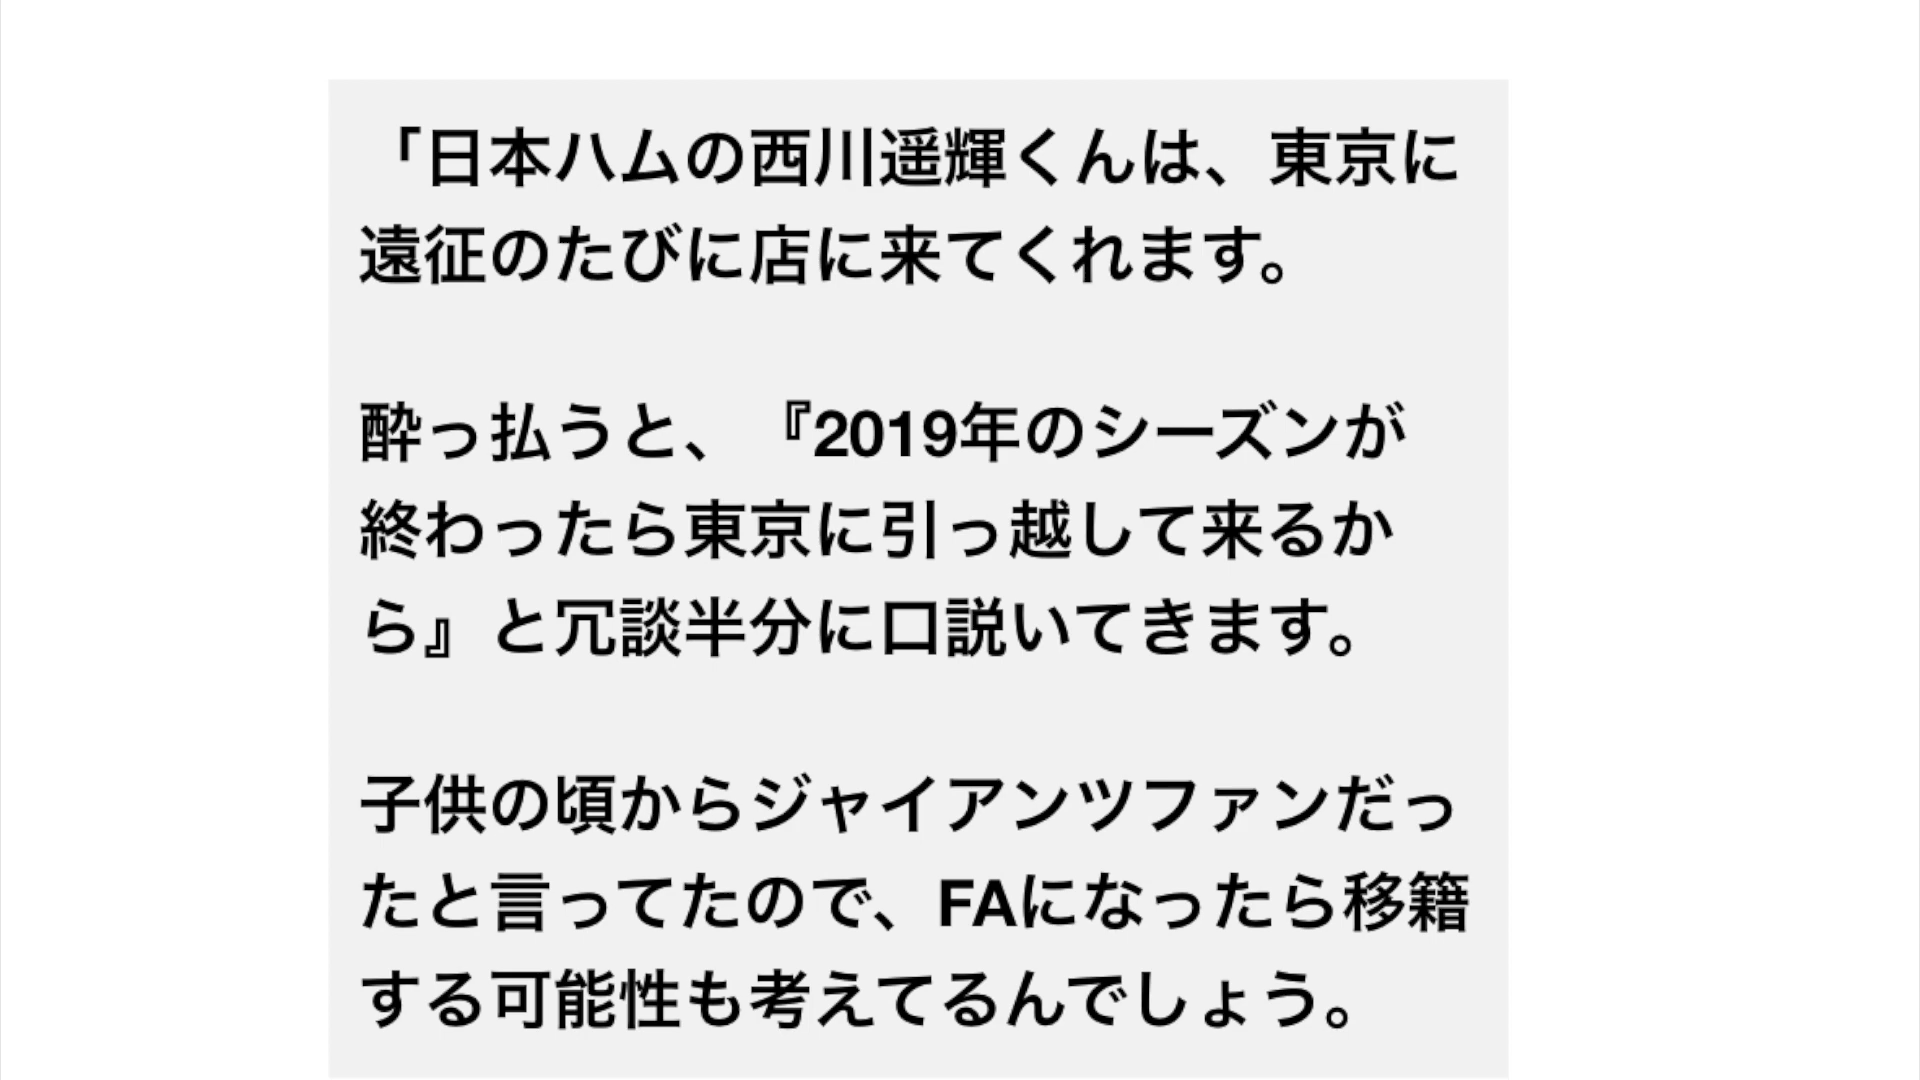 「日本ハムの西川遥輝くんは、東京に
遠征のたびに店に来てくれます。
酔っ払うと、『2019年のシーズンが
終わったら東京に引っ越して来るか
ら』と冗談半分に口説いてきます。
子供の頃からジャイアンツファンだっ
たと言ってたので、FAになったら移籍
する可能性も考えてるんでしょう。